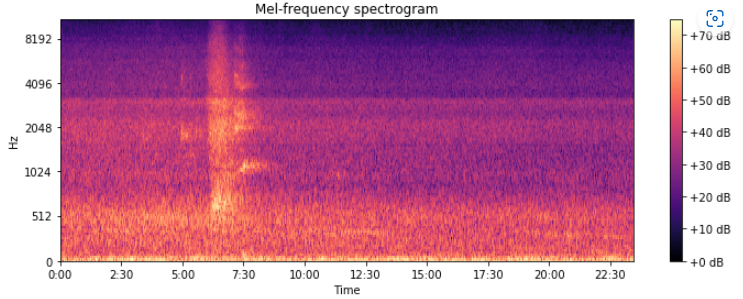 Mel-frequency spectrogram
8192
4096
2048
1024
512
0
Hz
0:00 2:30 5:00 7:30 10:00 12:30 15:00 17:30 20:00 22:30
Time
+70 dB
+60 dB
+50 dB
+40 dB
+30 dB
+20 dB
+10 dB
+0 dB